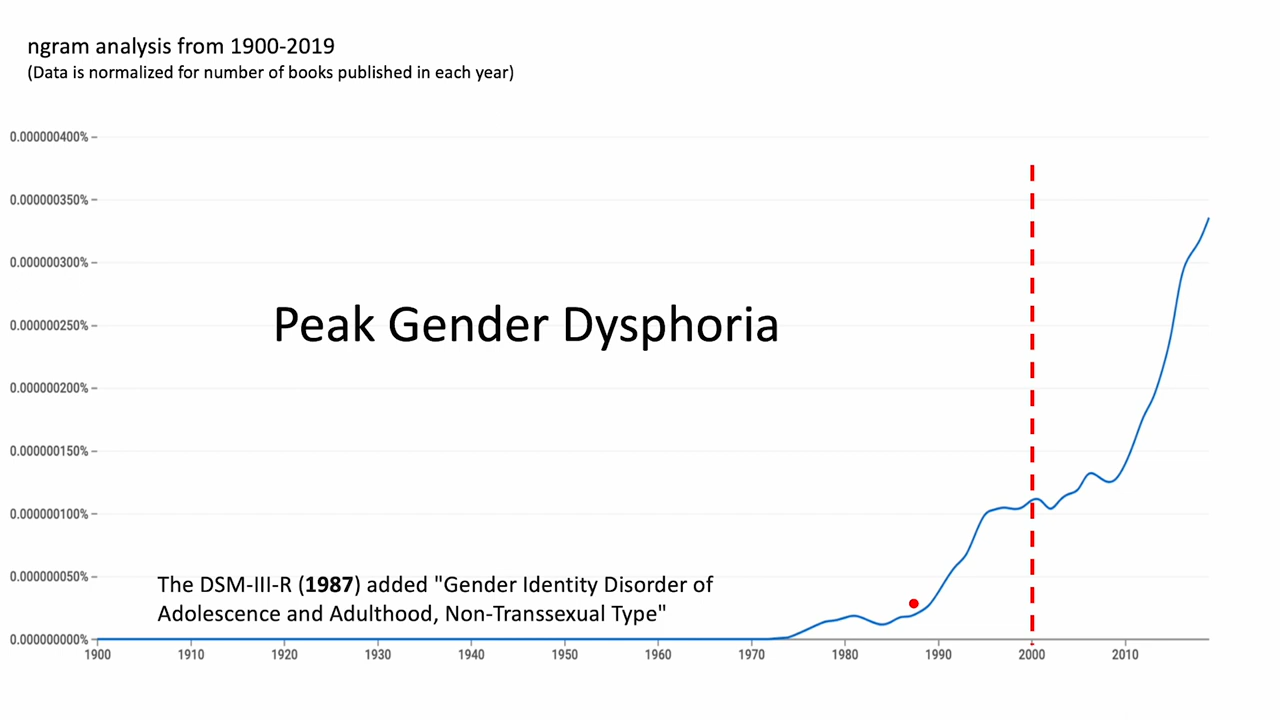 ngram analysis from 1900-2019
(Data is normalized for number of books published in each year)
0.000000400%
0.000000350%
0.000000300%
0.000000250%
0.000000200%
0.000000150%
0.000000100%
0.000000050%
0.000000000%
Peak Gender Dysphoria
The DSM-III-R (1987) added "Gender Identity Disorder of
Adolescence and Adulthood, Non-Transsexual Type"
1900 1910 1920 1930 1940 1950 1960 1970 1980 1990 2000 2010